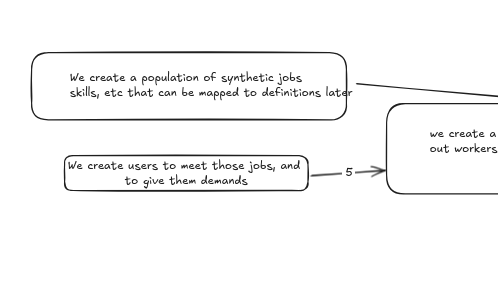 We create a population of synthetic jobs
skills, etc that can be mapped to definitions later
we create a
out workers
We create users to meet those jobs, and
to give them demands
5